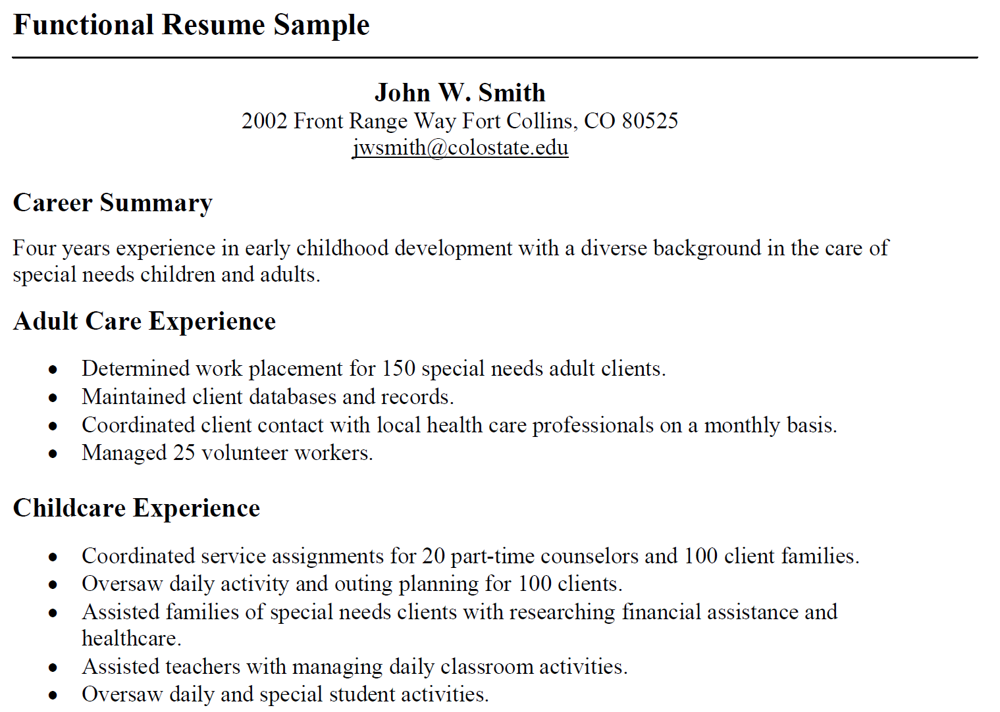 Functional Resume Sample
John W. Smith
2002 Front Range Way Fort Collins, CO 80525
jwsmith@colostate.edu
Career Summary
Four years experience in early childhood development with a diverse background in the care of
special needs children and adults.
Adult Care Experience
• Determined work placement for 150 special needs adult clients.
• Maintained client databases and records.
• Coordinated client contact with local health care professionals on a monthly basis.
• Managed 25 volunteer workers.
Childcare Experience
• Coordinated service assignments for 20 part-time counselors and 100 client families.
• Oversaw daily activity and outing planning for 100 clients.
• Assisted families of special needs clients with researching financial assistance and
healthcare.
• Assisted teachers with managing daily classroom activities.
• Oversaw daily and special student activities.